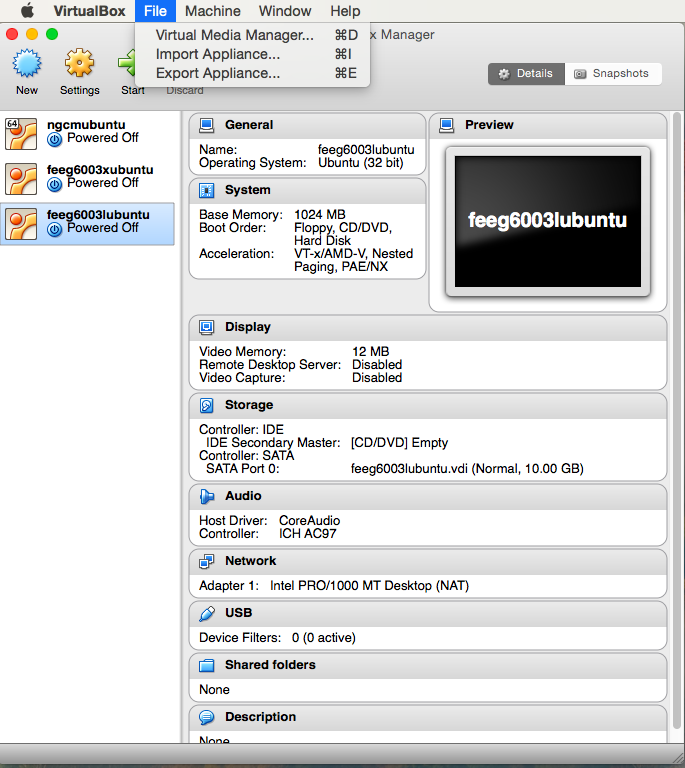 VirtualBox File Machine Window Help
Virtual Media Manager... ⌘D
Import Appliance... ⌘I
Export Appliance... ⌘E
x Manager
New Settings Start Discard
Details Snapshots
64
ngcmubuntu
Powered Off
feeg6003xubuntu
Powered Off
feeg6003lubuntu
Powered Off
General
Name: feeg6003lubuntu
Operating System: Ubuntu (32 bit)
System
Base Memory: 1024 MB
Boot Order: Floppy, CD/DVD,
Hard Disk
Acceleration: VT-x/AMD-V, Nested
Paging, PAE/NX
Preview
feeg6003lubuntu
Display
Video Memory: 12 MB
Remote Desktop Server: Disabled
Video Capture: Disabled
Storage
Controller: IDE
IDE Secondary Master: [CD/DVD] Empty
Controller: SATA
SATA Port 0: feeg6003lubuntu.vdi (Normal, 10.00 GB)
Audio
Host Driver: CoreAudio
Controller: ICH AC97
Network
Adapter 1: Intel PRO/1000 MT Desktop (NAT)
USB
Device Filters: 0 (0 active)
Shared folders
None
Description
None